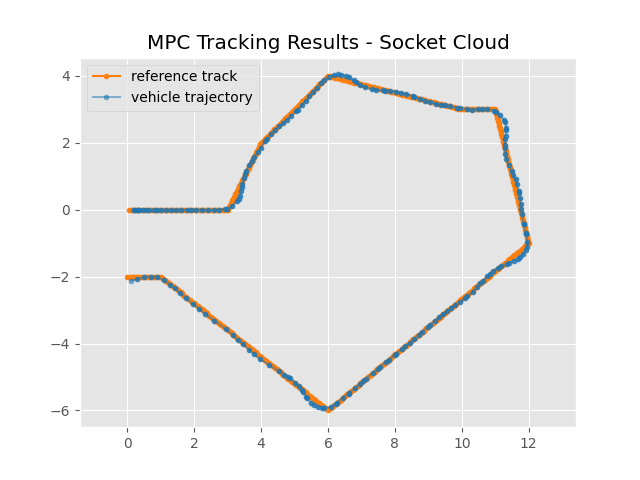 MPC Tracking Results - Socket Cloud
reference track
vehicle trajectory
4
2
0
−2
−4
−6
0 2 4 6 8 10 12